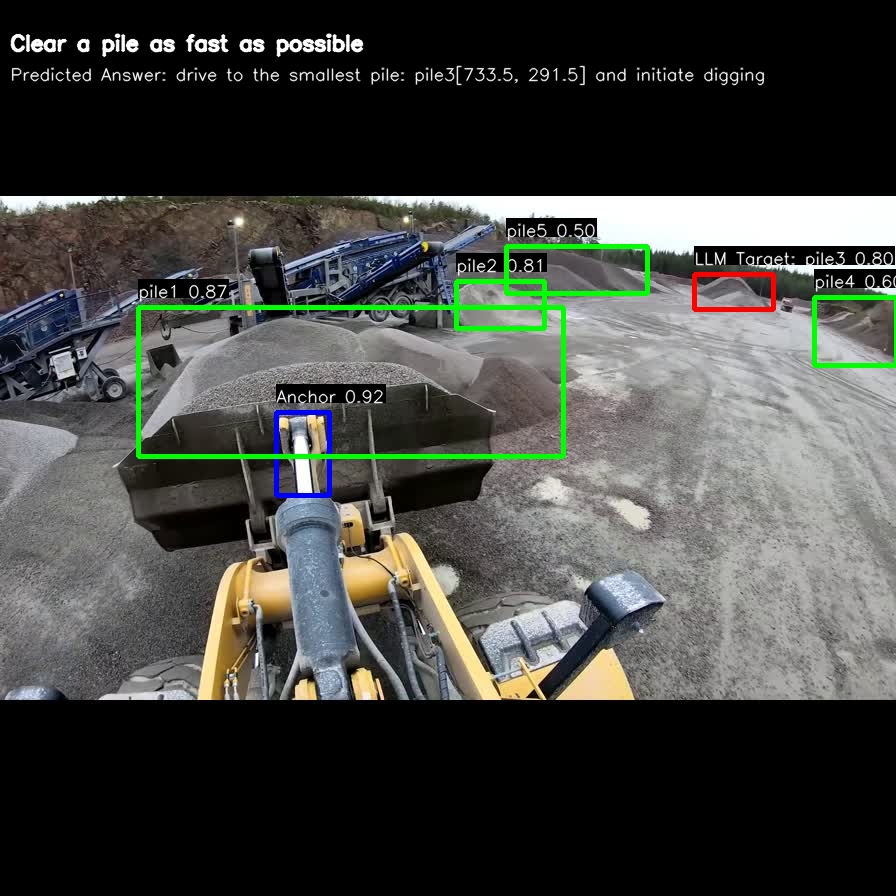 Clear a pile as fast as possible
Predicted Answer: drive to the smallest pile: pile3[733.5, 291.5] and initiate digging
pile5 0.50
LLM Target: pile3 0.80
pile2 0.81
pile4 0.60
pile1 0.87
Anchor 0.92